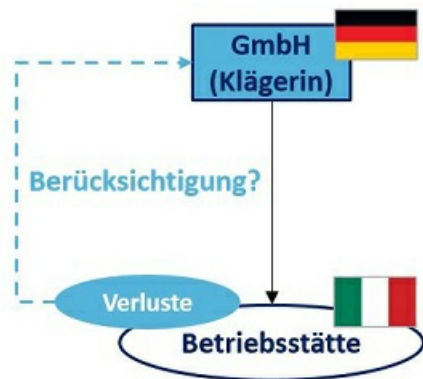 GmbH
(Klägerin)
Berücksichtigung?
Verluste
Betriebsstätte